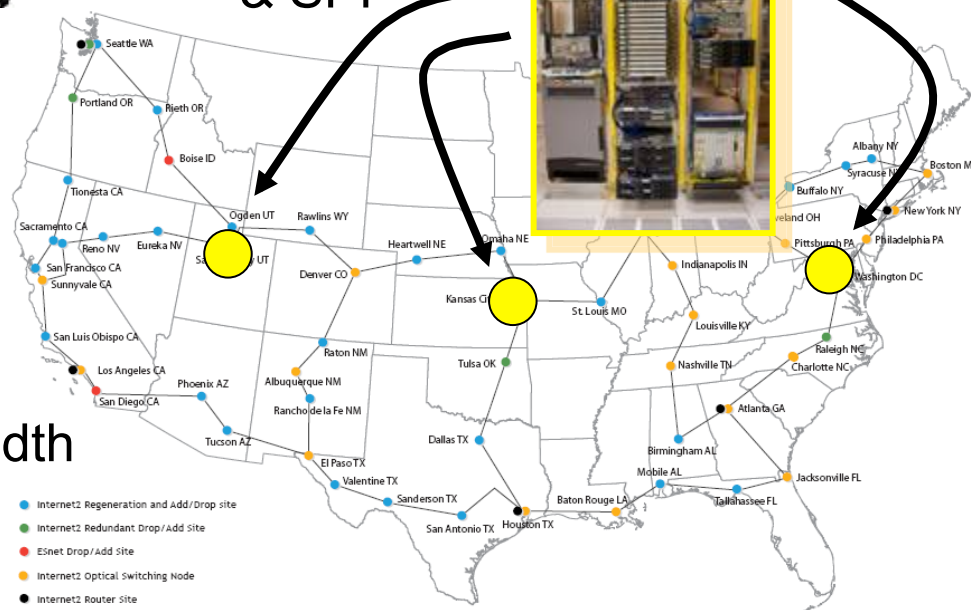 & SPP
Seattle WA
Portland OR
Rieth OR
Boise ID
Tionesta CA
Ogden UT
Rawlins WY
Sacramento CA
Reno NV
Eureka NV
UT
San Francsco CA
Sunnyvale CA
Denver CO
Heartwell NE
Omaha NE
Kansas
St. Louis MO
Indianapolis IN
Louisville KY
Nashville TN
Albany NY
Syracuse
Boston
Buffalo NY
New York NY
OH
Pittsburgh PA
Philadelphia PA
Washington DC
San Luis Obispo CA
Los Angeles CA
San Diego CA
Phoenix AZ
Tucson AZ
Raton NM
Albuquerque NM
Rancho de la Fe NM
El Paso TX
Valentine TX
Sanderson TX
San Antonio TX
Houston TX
Tulsa OK
Dallas TX
Baton Rouge LA
Mobile AL
Birmingham AL
Tallahassee FL
Jacksonville FL
Atlanta GA
Charlotte NC
Raleigh NC
dth
Internet2 Regeneration and Add/Drop site
Internet2 Redundant Drop/Add Site
ESnet Drop/Add Site
Internet2 Optical Switching Node
Internet2 Router Site